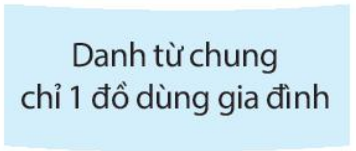 Danh từ chung
chỉ 1 đồ dùng gia đình